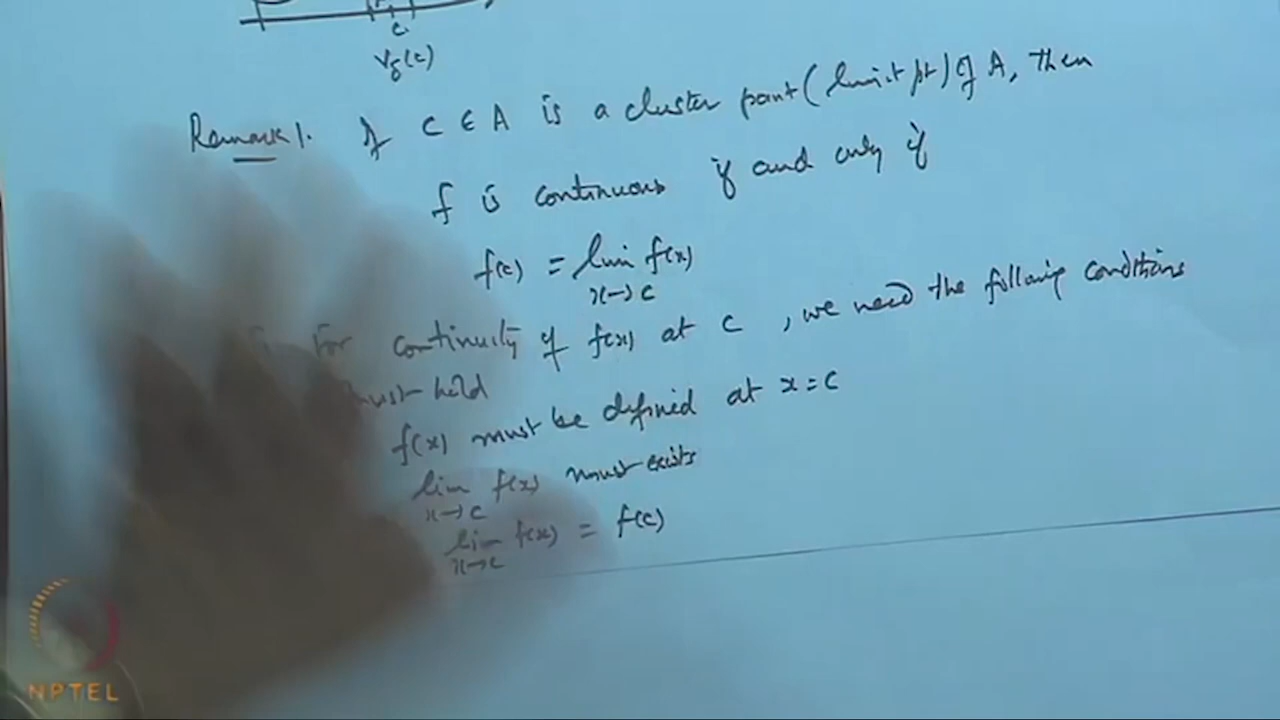 c
Vδ(c)
Remark 1. If c ∈ A is a cluster point (limit pt) of A, then
f is continuous if and only if
f(c) = lim f(x)
x→c
For continuity of f(x) at c, we need the following conditions
must hold
f(x) must be defined at x=c
lim f(x) must exists
x→c
lim f(x) = f(c)
x→c
NPTEL